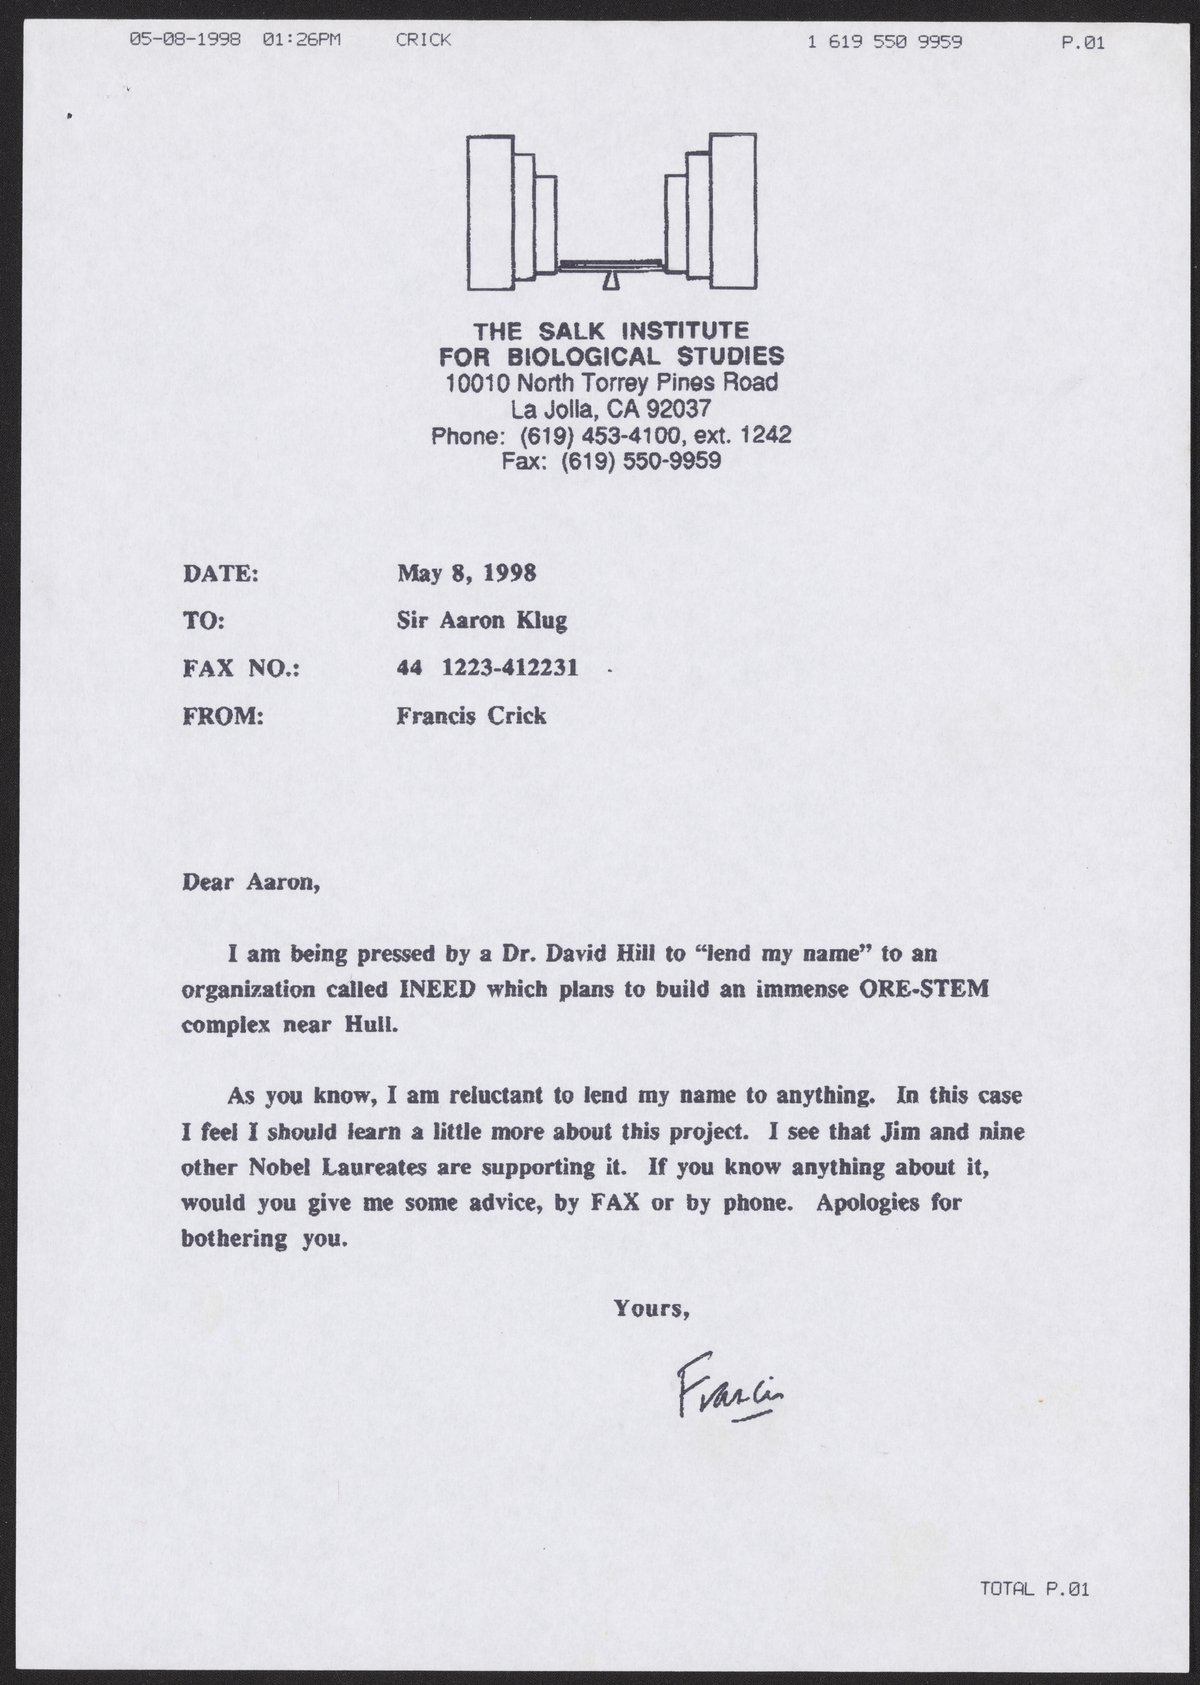 05-08-1998 01:26PM CRICK 1 619 550 9959 P.01
THE SALK INSTITUTE
FOR BIOLOGICAL STUDIES
10010 North Torrey Pines Road
La Jolla, CA 92037
Phone: (619) 453-4100, ext. 1242
Fax: (619) 550-9959
DATE: May 8, 1998
TO: Sir Aaron Klug
FAX NO.: 44 1223-412231
FROM: Francis Crick
Dear Aaron,
I am being pressed by a Dr. David Hill to “lend my name” to an
organization called INEED which plans to build an immense ORE-STEM
complex near Hull.
As you know, I am reluctant to lend my name to anything. In this case
I feel I should learn a little more about this project. I see that Jim and nine
other Nobel Laureates are supporting it. If you know anything about it,
would you give me some advice, by FAX or by phone. Apologies for
bothering you.
Yours,
Francis
TOTAL P.01